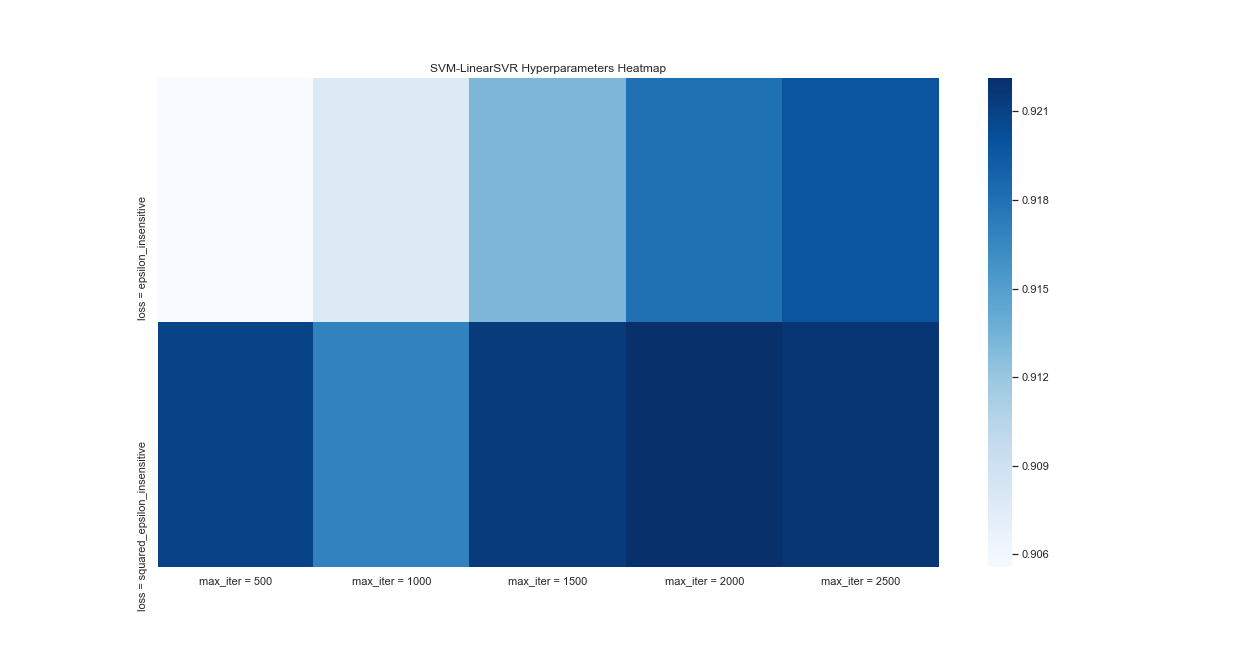 SVM-LinearSVR Hyperparameters Heatmap
loss = epsilon_insensitive
loss = squared_epsilon_insensitive
max_iter = 500
max_iter = 1000
max_iter = 1500
max_iter = 2000
max_iter = 2500
0.921
0.918
0.915
0.912
0.909
0.906